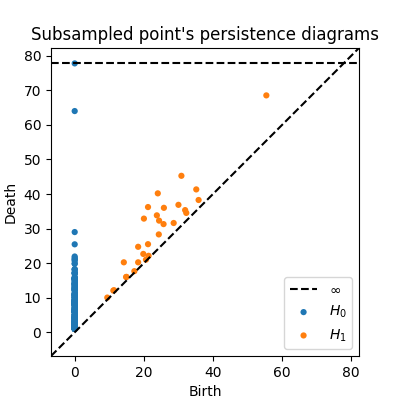 Subsampled point's persistence diagrams
80
70
60
50
40
30
20
10
0
Death
0 20 40 60 80
Birth
∞
H₀
H₁